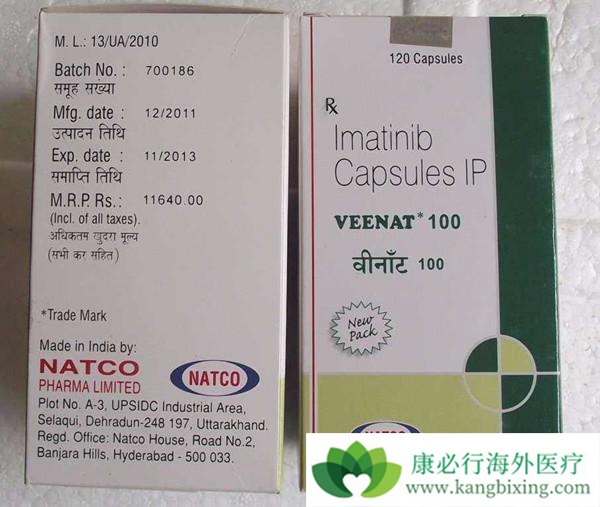 M. L.: 13/UA/2010
Batch No. : 700186
समूह संख्या
Mfg. date : 12/2011
उत्पादन तिथि
Exp. date : 11/2013
समाप्ति तिथि
M.R.P. Rs. : 11640.00
(Incl. of all taxes).
अधिकतम खुदरा मूल्य
(सभी कर सहित)
*Trade Mark
Made in India by:
NATCO
PHARMA LIMITED
NATCO
Plot No. A-3, UPSIDC Industrial Area,
Selaqui, Dehradun-248 197, Uttarakhand.
Regd. Office: Natco House, Road No.2,
Banjara Hills, Hyderabad - 500 033.
120 Capsules
Rx
Imatinib
Capsules IP
VEENAT* 100
वीनॉंट 100
New
Pack
NATCO
康必行海外医疗
www.kangbixing.com